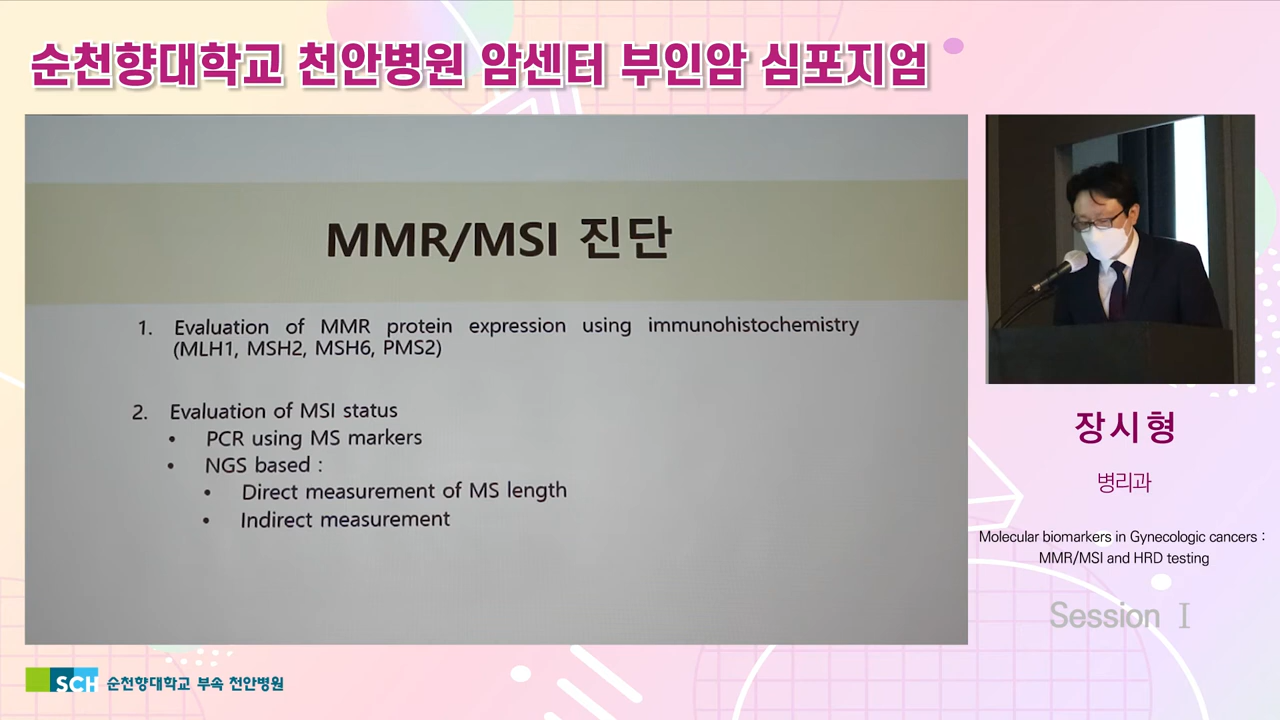 순천향대학교 천안병원 암센터 부인암 심포지엄
MMR/MSI 진단
1. Evaluation of MMR protein expression using immunohistochemistry
(MLH1, MSH2, MSH6, PMS2)
2. Evaluation of MSI status
• PCR using MS markers
• NGS based :
• Direct measurement of MS length
• Indirect measurement
장시형
병리과
Molecular biomarkers in Gynecologic cancers :
MMR/MSI and HRD testing
Session Ⅰ
SCH 순천향대학교 부속 천안병원